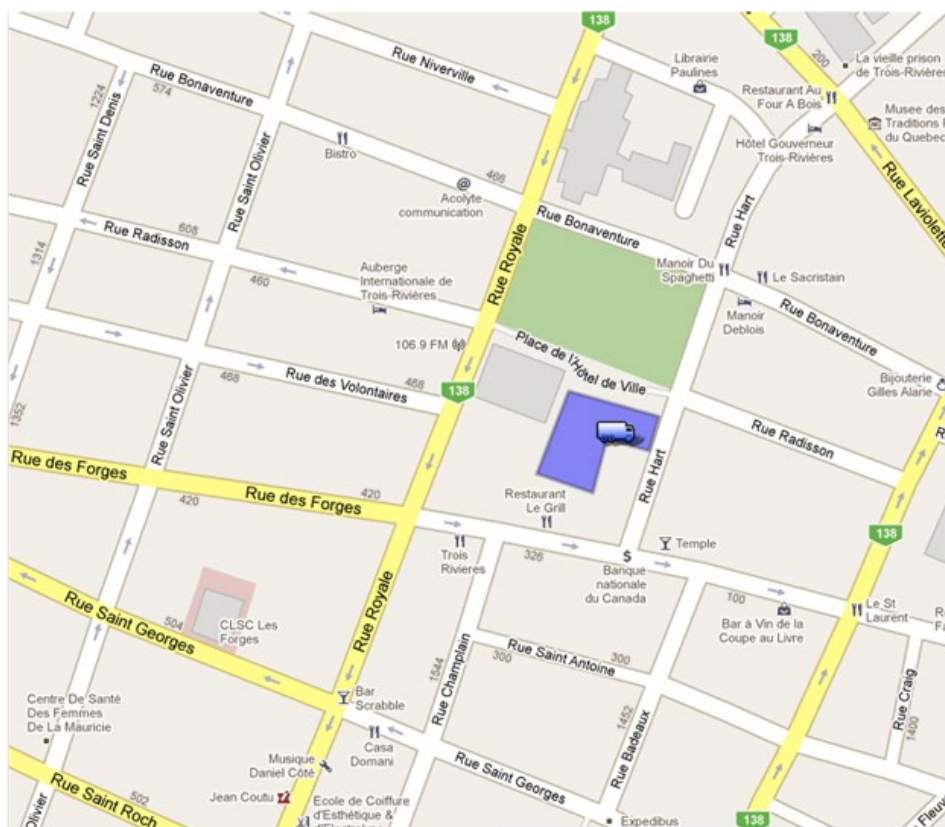 138
138
200
La vieille prison
de Trois-Rivières
Rue Niverville
Librairie
Paulines
Restaurant Au
Four A Bois
Musee des
Traditions
du Quebec
Hôtel Gouverneur
Trois-Rivières
Rue Bonaventure
574
1224
Rue Saint Denis
Rue Saint Olivier
Bistro
466
Acolyte
communication
Rue Laviolett
Rue Hart
Rue Bonaventure
Rue Royale
608
Rue Radisson
1314
460
Auberge
Internationale de
Trois-Rivières
Manoir Du
Spaghetti
Le Sacristain
Manoir
Deblois
Rue Bonaventure
106.9 FM
Place de l'Hotel de Ville
Bijouterie
Gilles Alarie
468
Rue des Volontaires
468
138
1352
Rue Saint Olivier
Rue Radisson
Rue des Forges
Rue des Forges
420
420
Rue Hart
Restaurant
Le Grill
138
Trois
Rivieres
326
Temple
Banque
nationale
du Canada
100
Bar à Vin de la
Coupe au Livre
Le St
Laurent
Rue Royale
Rue Saint Georges
504
CLSC Les
Forges
Rue Champlain
1544
300
Rue Saint Antoine
300
Rue Craig
1400
Bar
Scrabble
Centre De Santé
Des Femmes
De La Mauricie
Casa
Domani
1452
Rue Badeaux
Musique
Daniel Côté
Rue Saint Georges
Jean Coutu
Rue Saint Roch
502
Olivier
Ecole de Coiffure
d'Esthétique &
Expedibus
138
Fleuv